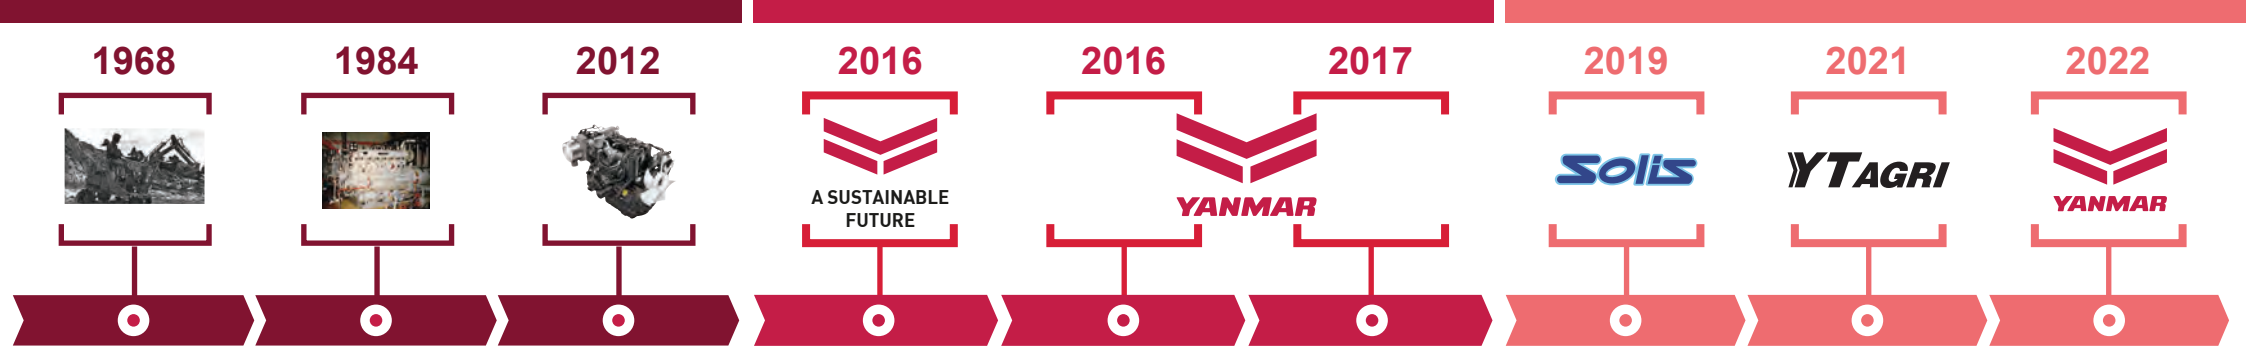 1968
1984
2012
2016
2016
2017
2019
2021
2022
A SUSTAINABLE
FUTURE
YANMAR
Solis
YTAGRI
YANMAR